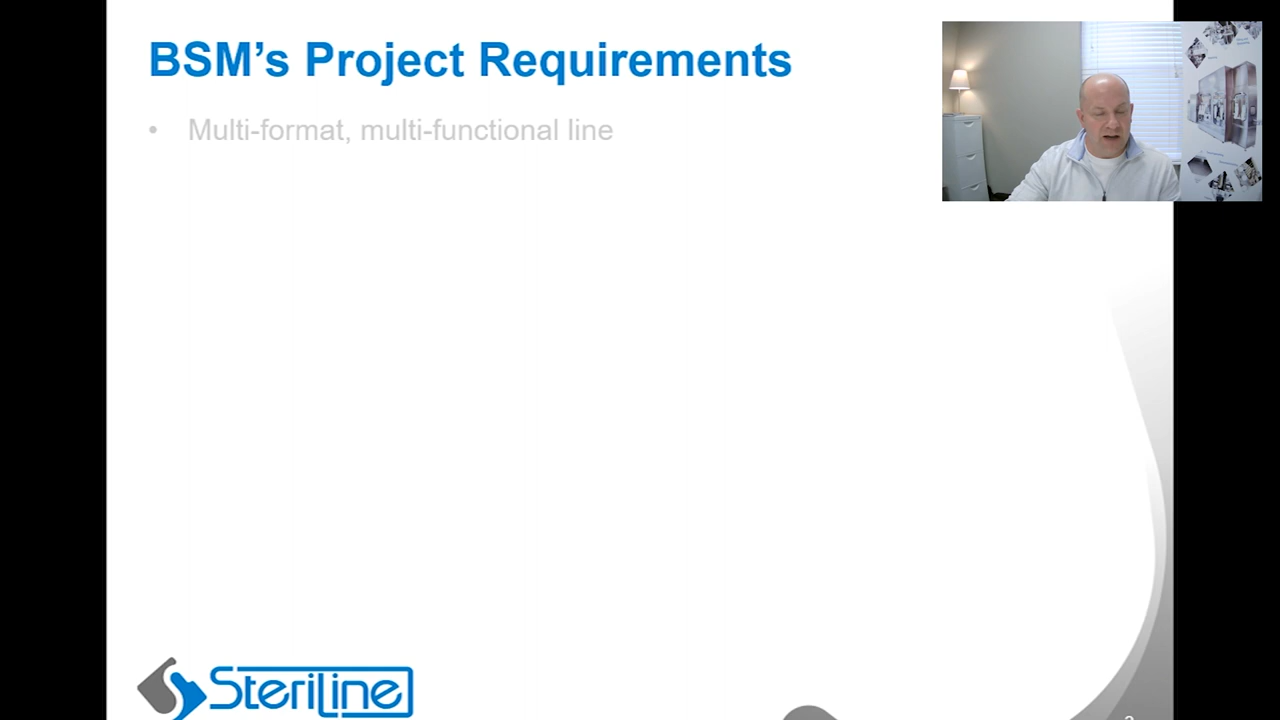 BSM’s Project Requirements
• Multi-format, multi-functional line
SteriLine